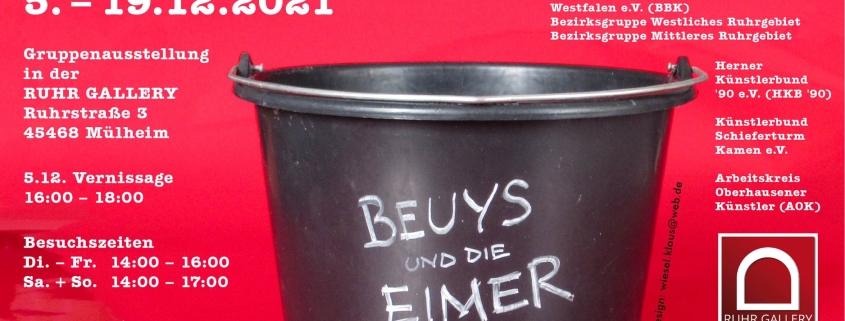 5. – 19.12.2021
Gruppenausstellung
in der
RUHR GALLERY
Ruhrstraße 3
45468 Mülheim
5.12. Vernissage
16:00 – 18:00
Besuchszeiten
Di. – Fr. 14:00 – 16:00
Sa. + So. 14:00 – 17:00
BEUYS
UND DIE
EIMER
Westfalen e.V. (BBK)
Bezirksgruppe Westliches Ruhrgebiet
Bezirksgruppe Mittleres Ruhrgebiet
Herner
Künstlerbund
'90 e.V. (HKB '90)
Künstlerbund
Schieferturm
Kamen e.V.
Arbeitskreis
Oberhausener
Künstler (AOK)
wiesel.klaus@web.de
RUHR GALLERY